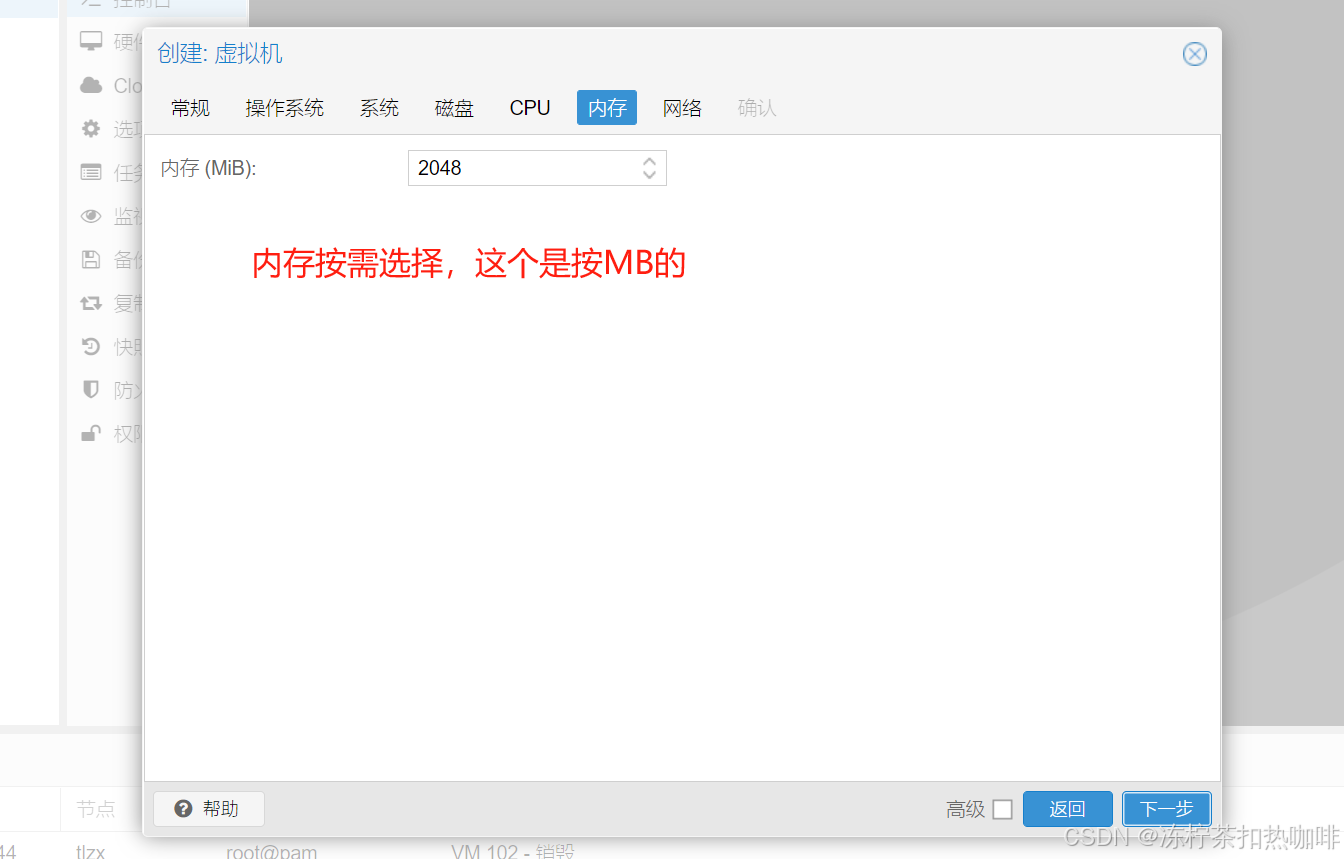 控制台
创建: 虚拟机
常规 操作系统 系统 磁盘 CPU 内存 网络 确认
内存 (MiB): 2048
内存按需选择，这个是按MB的
硬件
Clo
选项
任务
监视
备份
复制
快照
防火
权限
帮助 高级 返回 下一步
节点
44 tlzx root@pam VM 102 - 销毁
CSDN @冻柠茶扣热咖啡